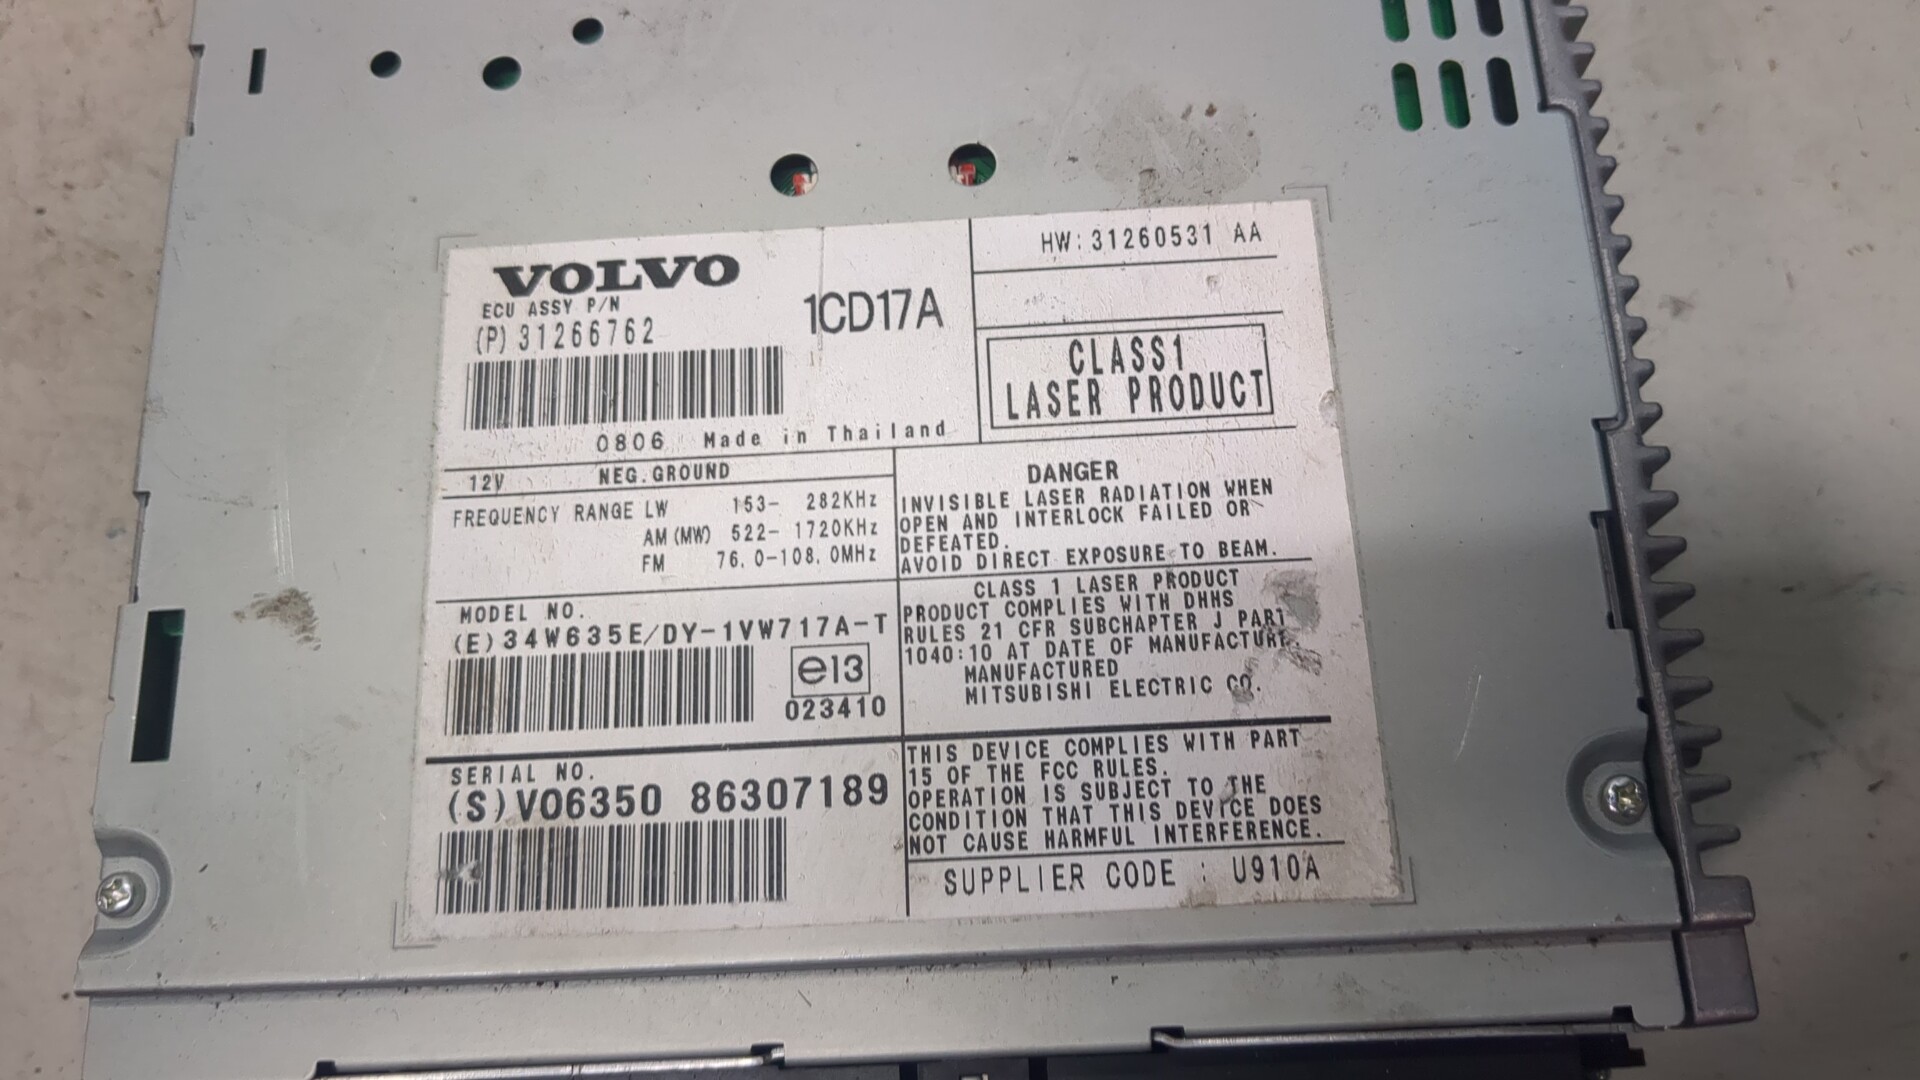 VOLVO
ECU ASSY P/N
(P) 31266762
1CD17A
0806 Made in Thailand
HW: 31260531 AA
CLASS1
LASER PRODUCT
12V NEG. GROUND
FREQUENCY RANGE LW 153- 282KHz
AM (MW) 522- 1720KHz
FM 76.0-108.0MHz
DANGER
INVISIBLE LASER RADIATION WHEN
OPEN AND INTERLOCK FAILED OR
DEFEATED.
AVOID DIRECT EXPOSURE TO BEAM.
MODEL NO.
(E) 34W635E/DY-1VW717A-T
e13
023410
CLASS 1 LASER PRODUCT
PRODUCT COMPLIES WITH DHHS
RULES 21 CFR SUBCHAPTER J PART
1040:10 AT DATE OF MANUFACTURE.
MANUFACTURED
MITSUBISHI ELECTRIC CO.
SERIAL NO.
(S) VO6350 86307189
THIS DEVICE COMPLIES WITH PART
15 OF THE FCC RULES.
OPERATION IS SUBJECT TO THE
CONDITION THAT THIS DEVICE DOES
NOT CAUSE HARMFUL INTERFERENCE.
SUPPLIER CODE : U910A